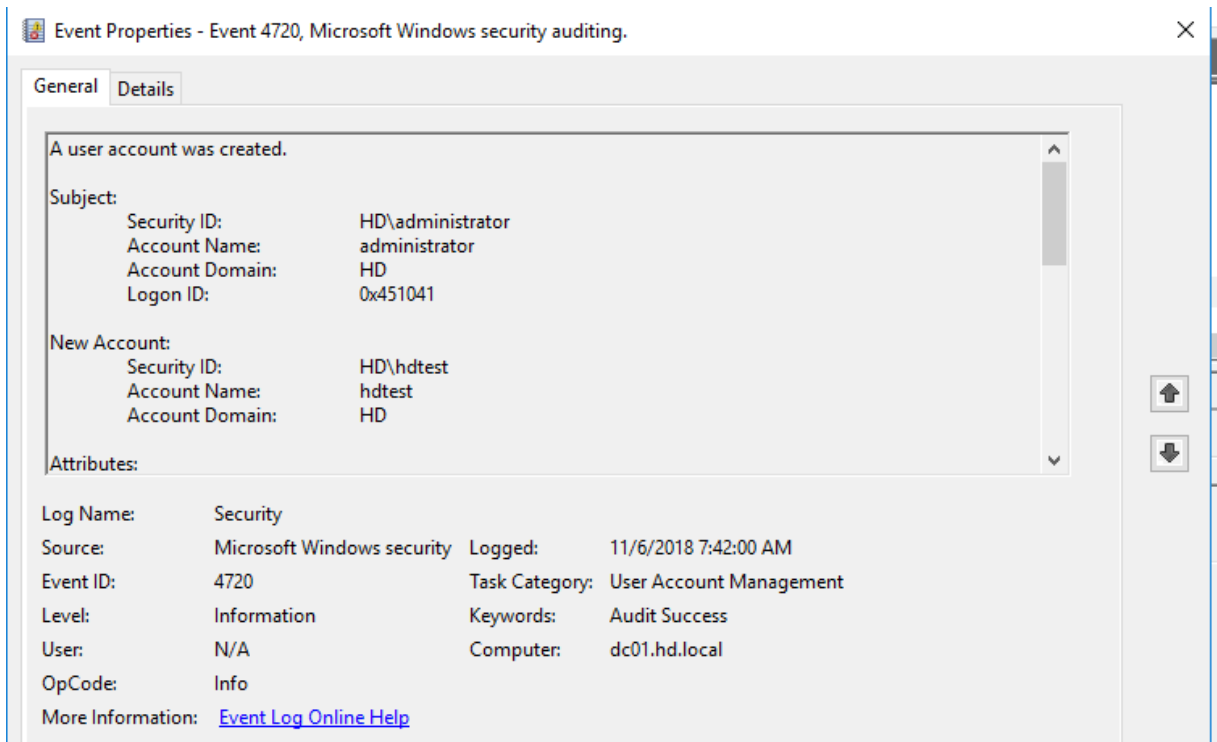 Event Properties - Event 4720, Microsoft Windows security auditing.
General Details
A user account was created.
Subject:
Security ID: HD\administrator
Account Name: administrator
Account Domain: HD
Logon ID: 0x451041
New Account:
Security ID: HD\hdtest
Account Name: hdtest
Account Domain: HD
Attributes:
Log Name: Security
Source: Microsoft Windows security Logged: 11/6/2018 7:42:00 AM
Event ID: 4720 Task Category: User Account Management
Level: Information Keywords: Audit Success
User: N/A Computer: dc01.hd.local
OpCode: Info
More Information: Event Log Online Help